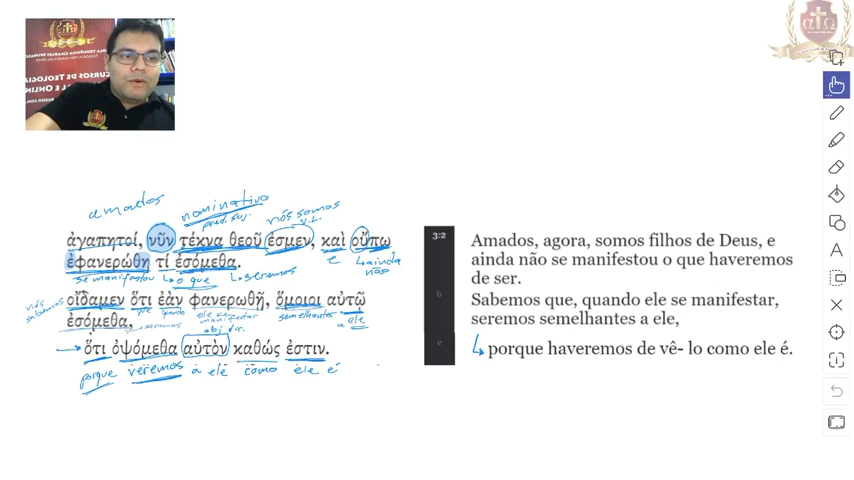 CURSOS DE TEOLOGIA
amados
nominativo
pred. suj.
nós somos
V.L.
ἀγαπητοί, νῦν τέκνα θεοῦ ἐσμεν, καὶ οὔπω
e
ainda não
ἐφανερώθη τί ἐσόμεθα.
se manifestou o que seremos
nós sabemos
οἴδαμεν ὅτι ἐὰν φανερωθῇ, ὅμοιοι αὐτῷ
que quando ele se manifestar semelhantes a ele
ἐσόμεθα,
seremos
obj dir.
ὅτι ὀψόμεθα αὐτὸν καθώς ἐστιν.
porque veremos a ele como ele é
3:2
Amados, agora, somos filhos de Deus, e
ainda não se manifestou o que haveremos
de ser.
b
Sabemos que, quando ele se manifestar,
seremos semelhantes a ele,
c
porque haveremos de vê- lo como ele é.